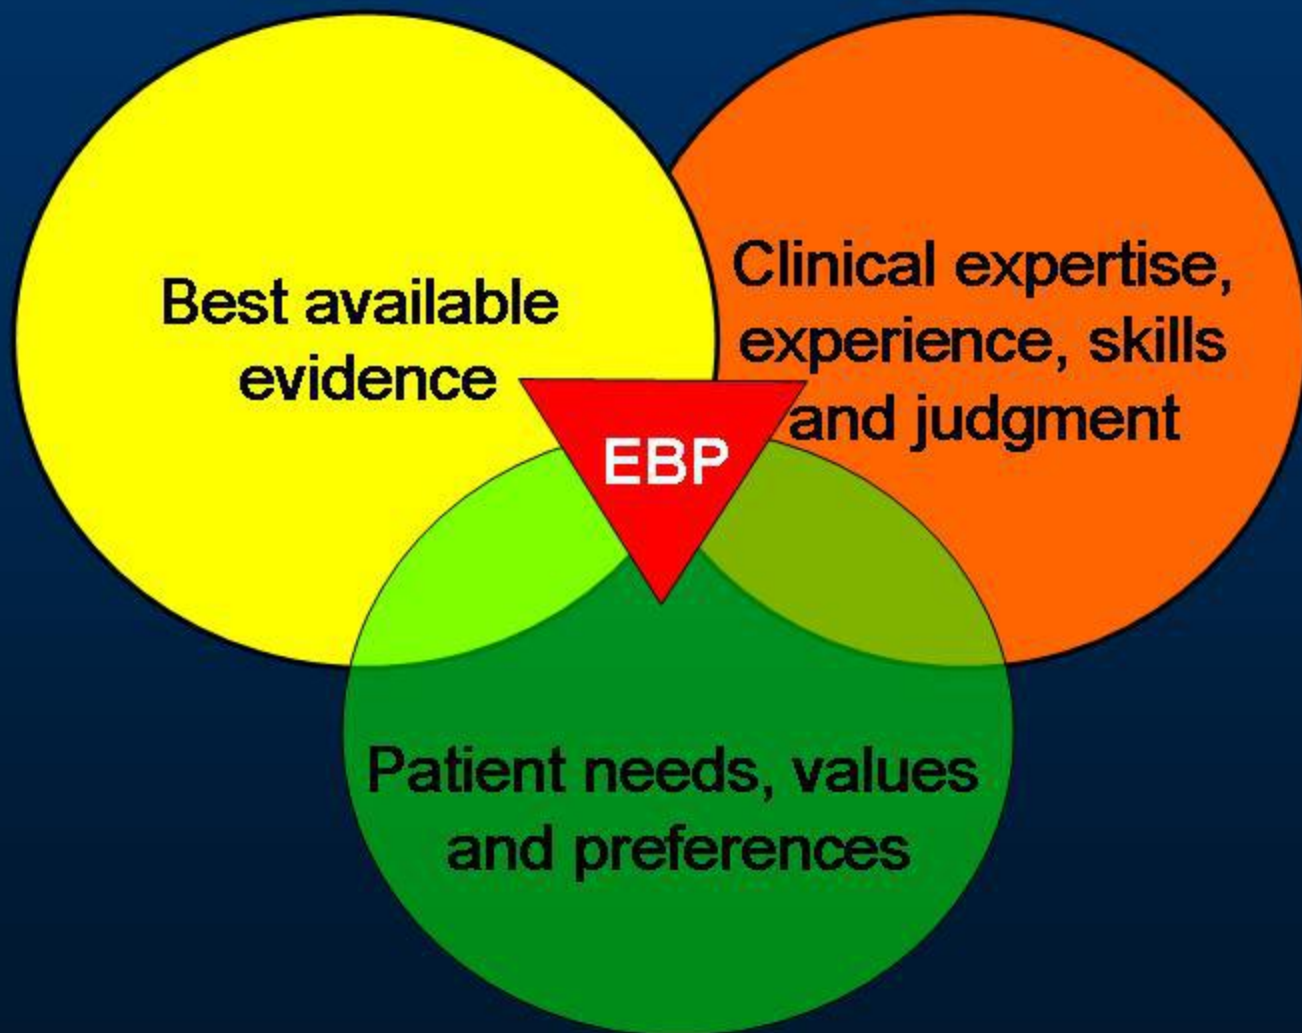 Best available
evidence
Clinical expertise,
experience, skills
and judgment
EBP
Patient needs, values
and preferences